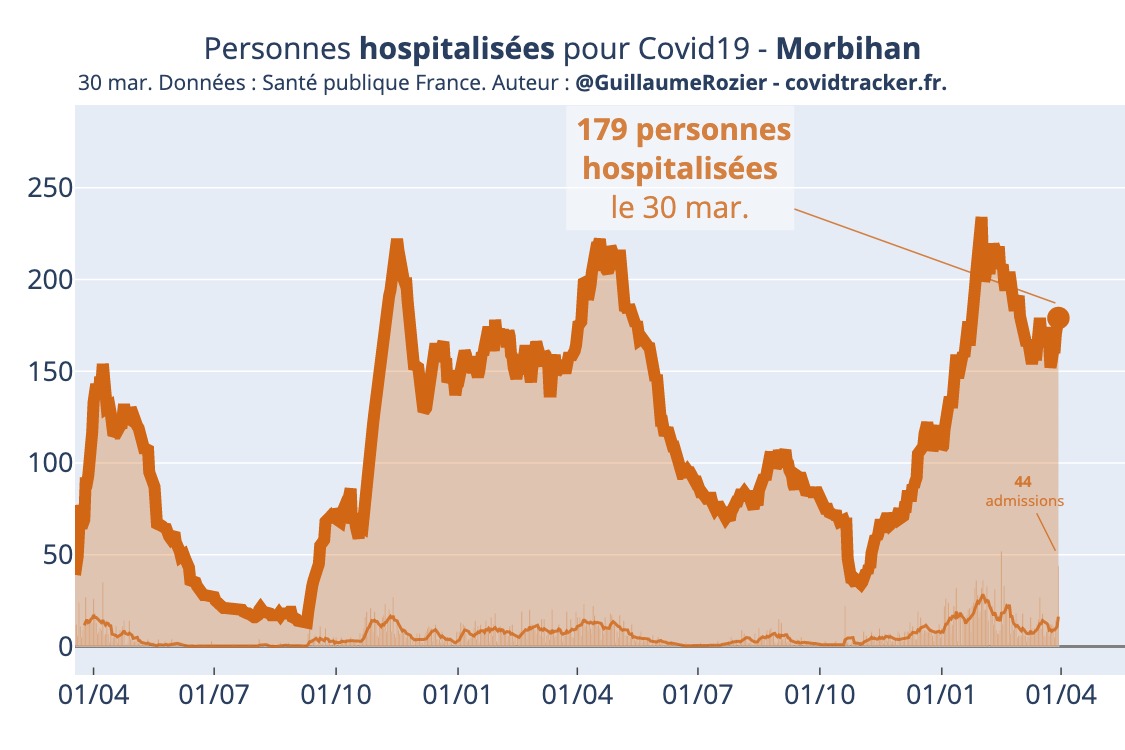 Personnes hospitalisées pour Covid19 - Morbihan
30 mar. Données : Santé publique France. Auteur : @GuillaumeRozier - covidtracker.fr.
179 personnes
hospitalisées
le 30 mar.
250
200
150
100
50
0
44
admissions
01/04 01/07 01/10 01/01 01/04 01/07 01/10 01/01 01/04